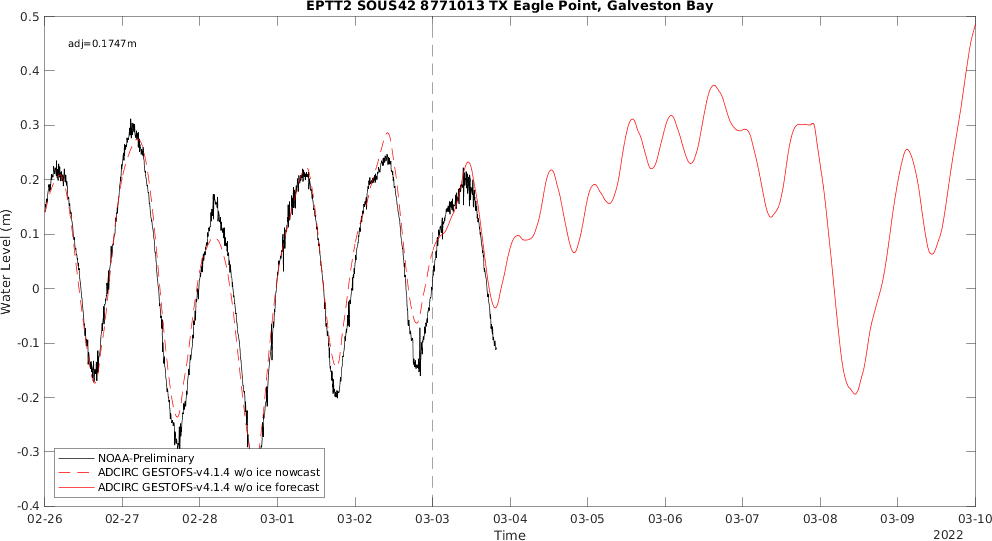 EPTT2 SOUS42 8771013 TX Eagle Point, Galveston Bay
adj=0.1747m
0.5
0.4
0.3
0.2
0.1
0
-0.1
-0.2
-0.3
-0.4
Water Level (m)
NOAA-Preliminary
ADCIRC GESTOFS-v4.1.4 w/o ice nowcast
ADCIRC GESTOFS-v4.1.4 w/o ice forecast
02-26 02-27 02-28 03-01 03-02 03-03 03-04 03-05 03-06 03-07 03-08 03-09 03-10
Time
2022